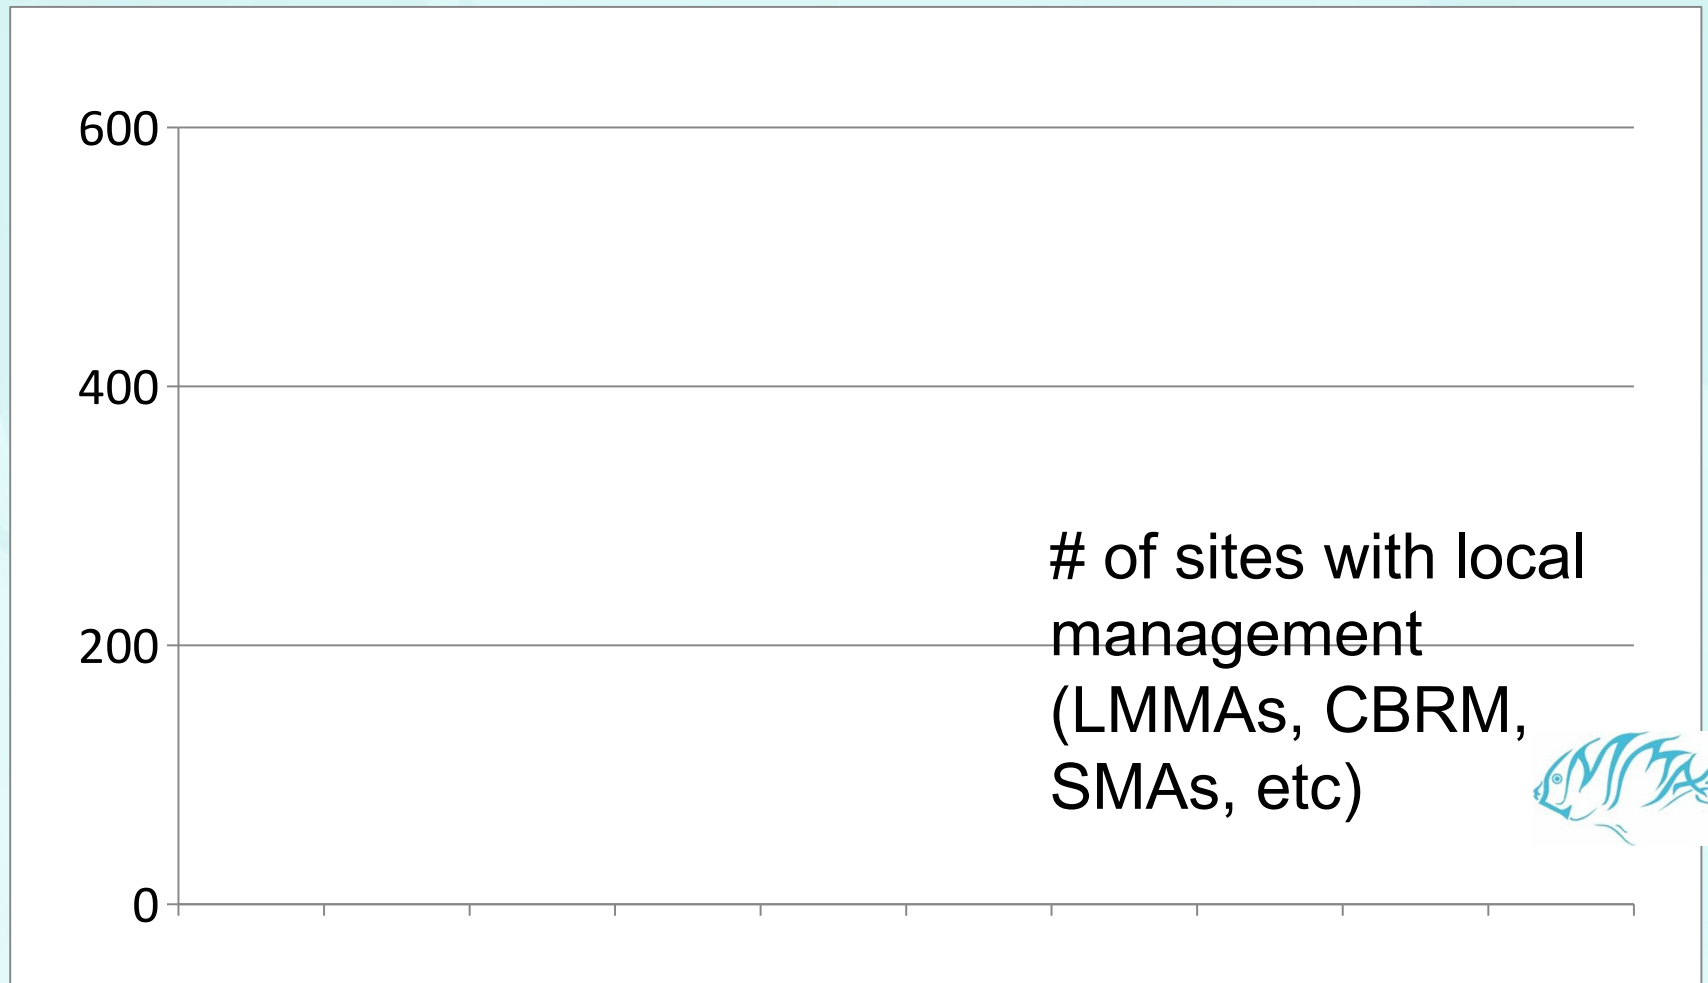 600
400
200
0
# of sites with local
management
(LMMAs, CBRM,
SMAs, etc)